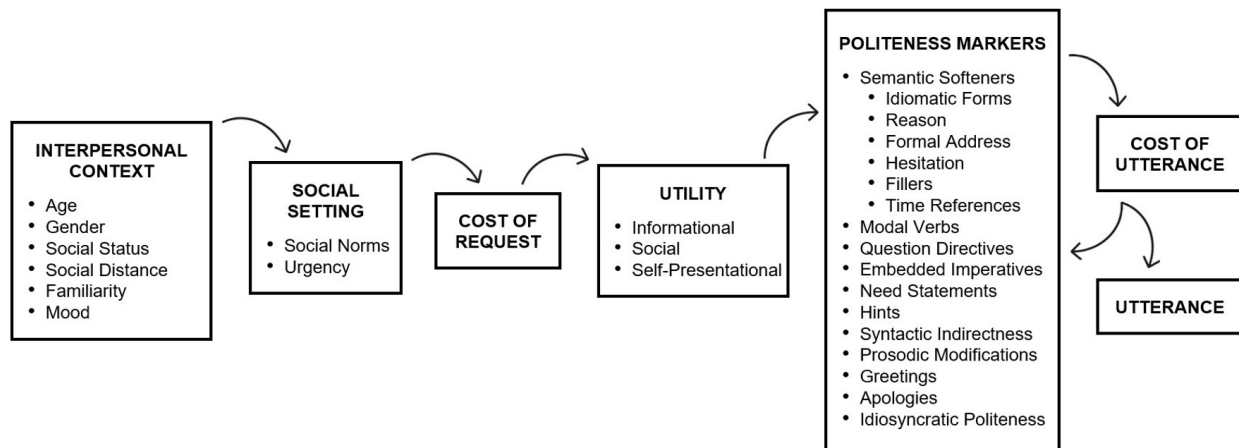 INTERPERSONAL
CONTEXT
• Age
• Gender
• Social Status
• Social Distance
• Familiarity
• Mood
SOCIAL
SETTING
• Social Norms
• Urgency
COST OF
REQUEST
UTILITY
• Informational
• Social
• Self-Presentational
POLITENESS MARKERS
• Semantic Softeners
• Idiomatic Forms
• Reason
• Formal Address
• Hesitation
• Fillers
• Time References
• Modal Verbs
• Question Directives
• Embedded Imperatives
• Need Statements
• Hints
• Syntactic Indirectness
• Prosodic Modifications
• Greetings
• Apologies
• Idiosyncratic Politeness
COST OF
UTTERANCE
UTTERANCE